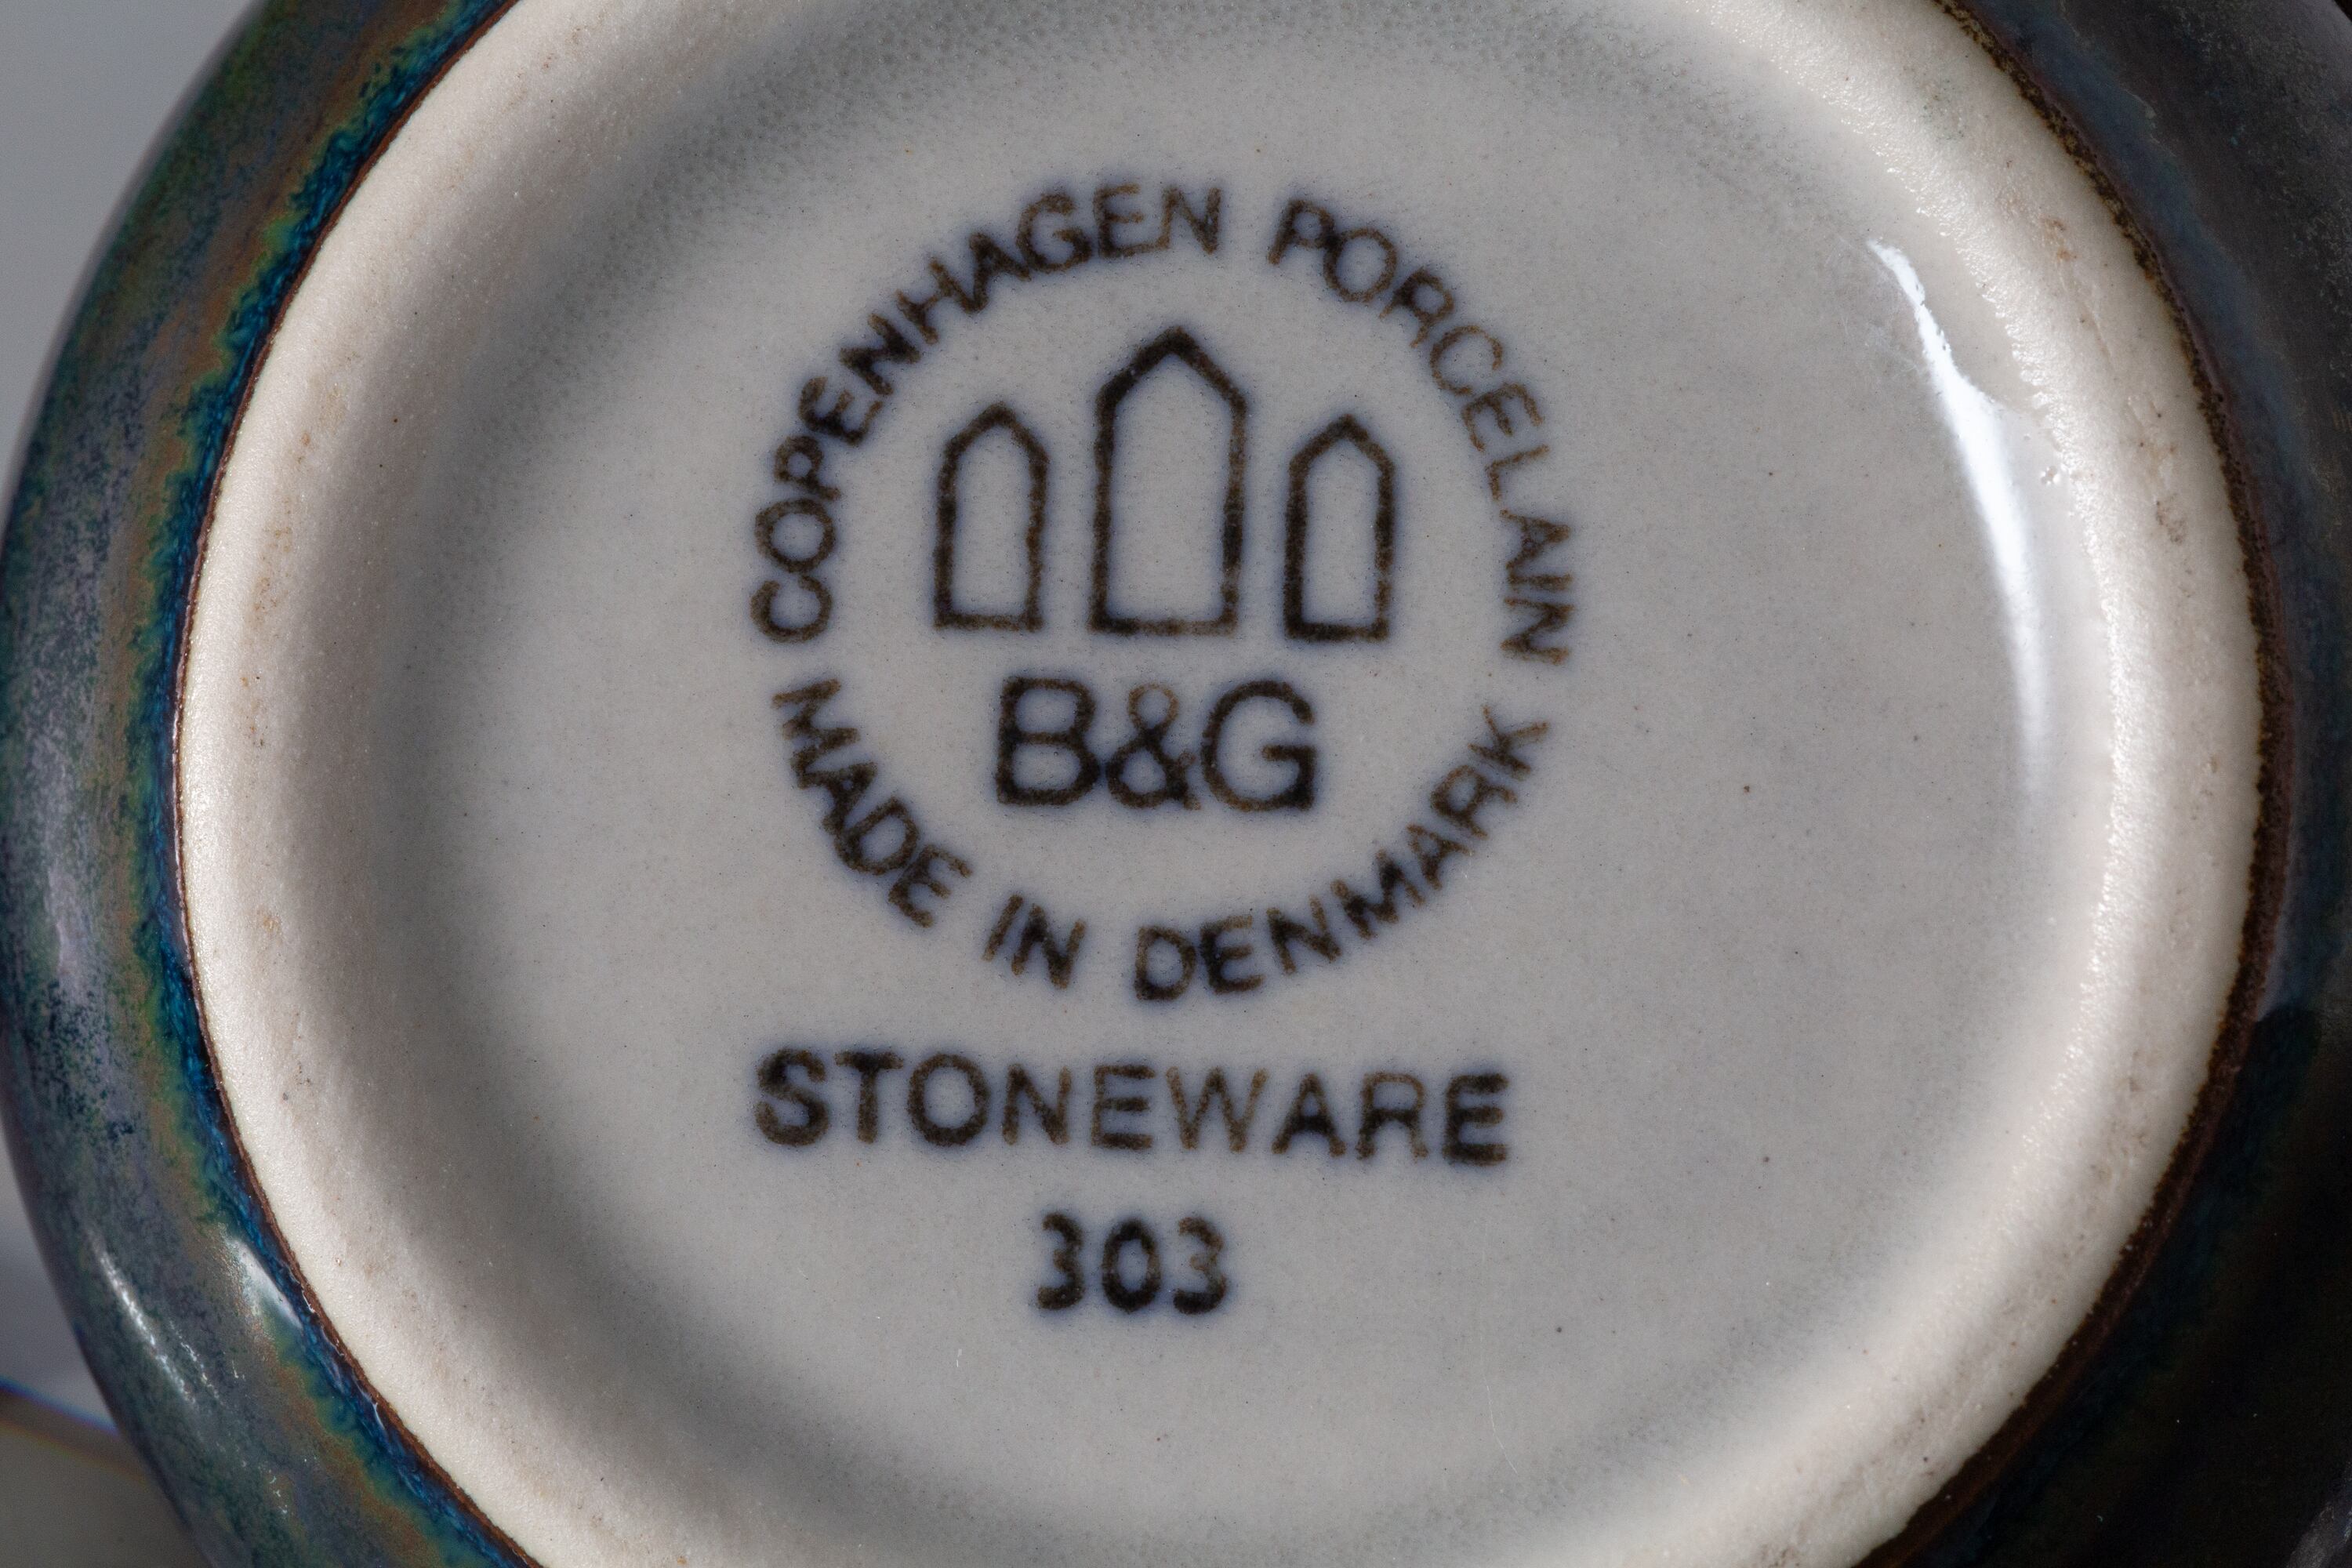 COPENHAGEN PORCELAIN
B&G
MADE IN DENMARK
STONEWARE
303